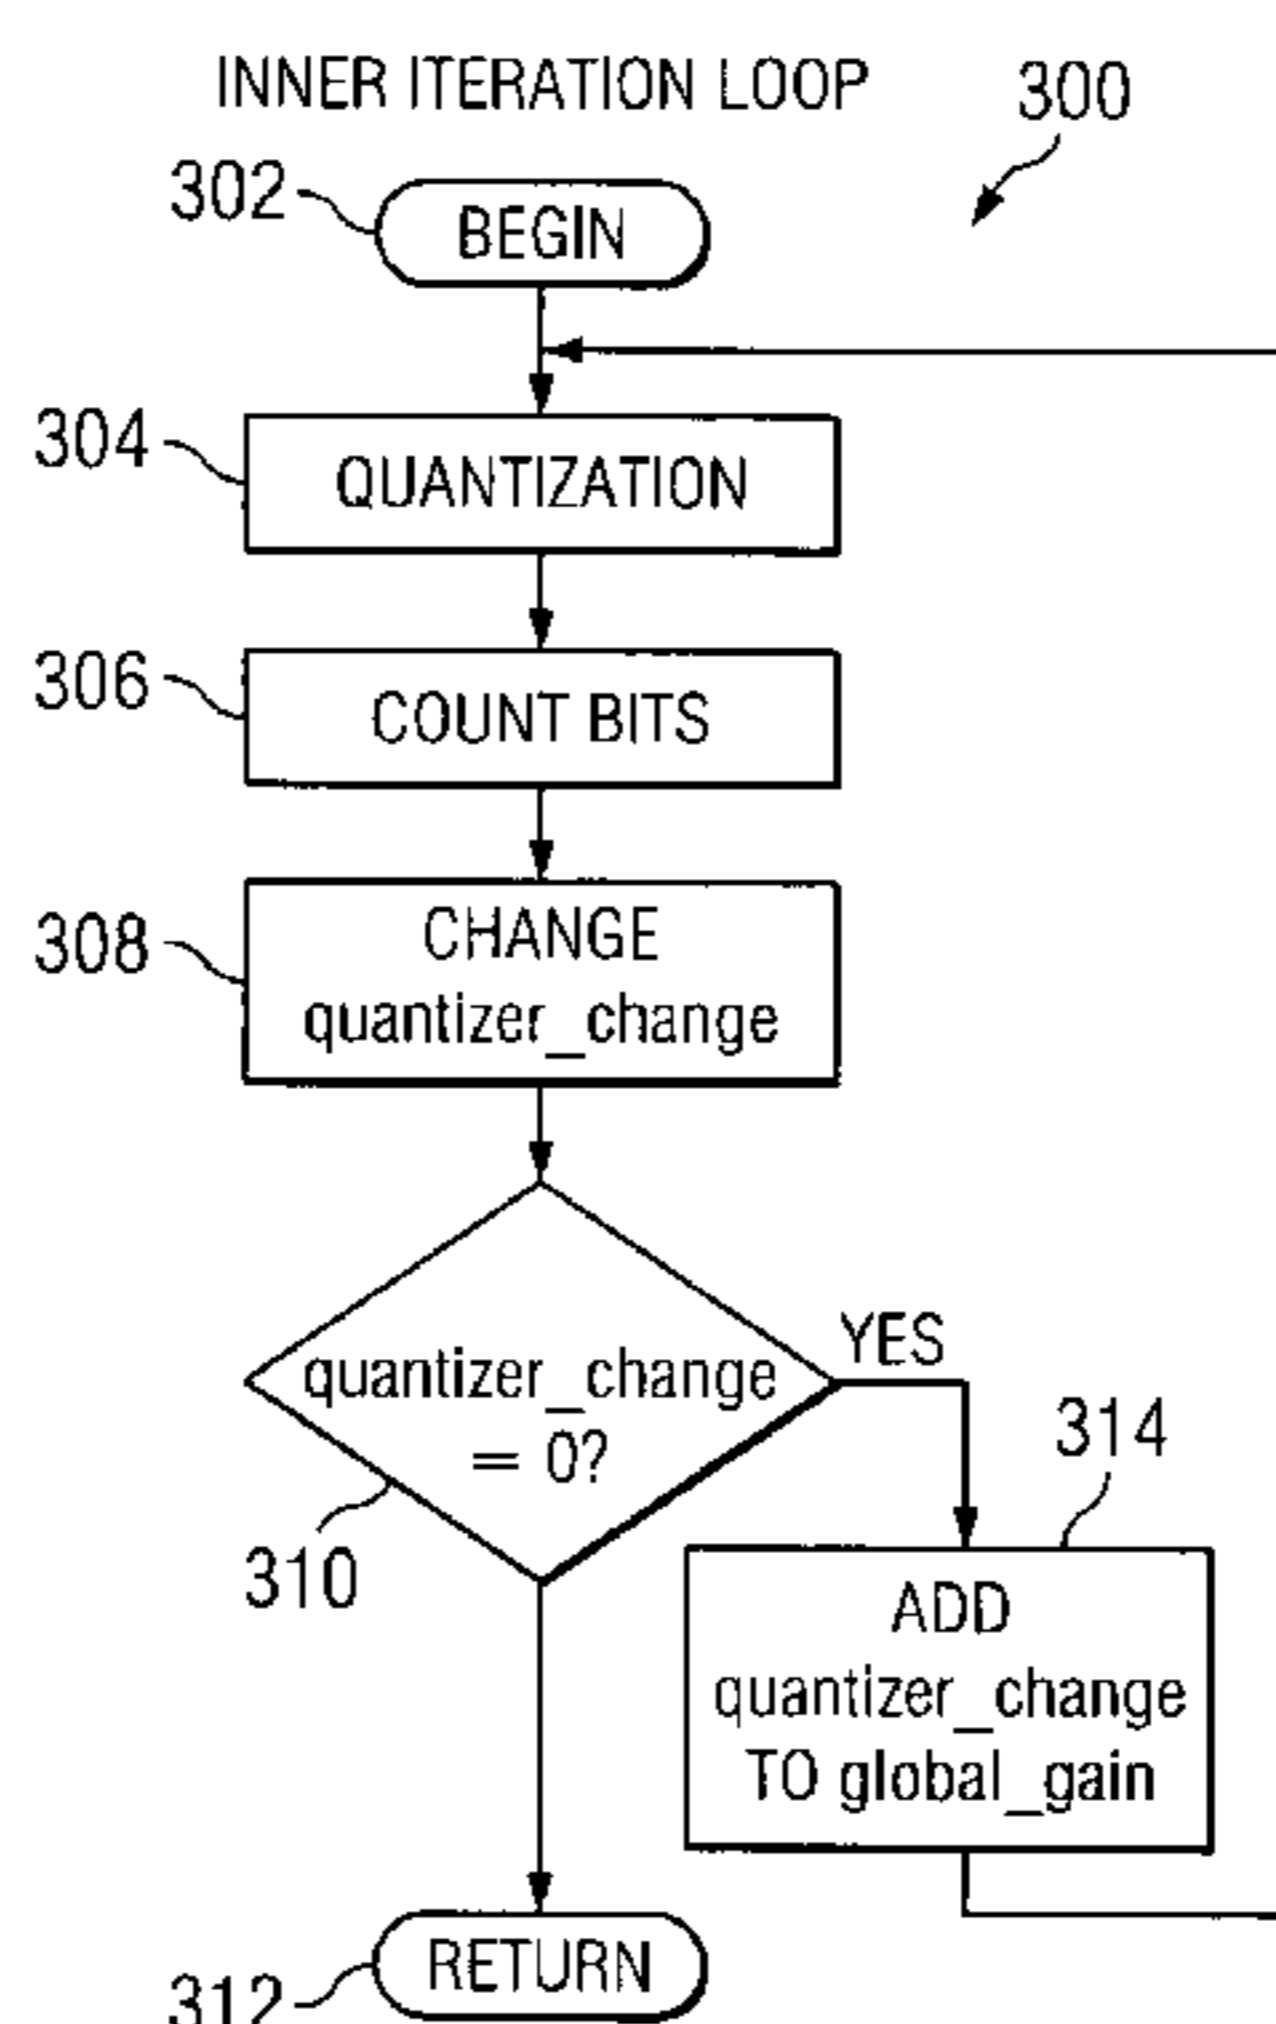 INNER ITERATION LOOP
300
302
BEGIN
304
QUANTIZATION
306
COUNT BITS
308
CHANGE
quantizer_change
quantizer_change
= 0?
YES
310
314
ADD
quantizer_change
TO global_gain
RETURN
312